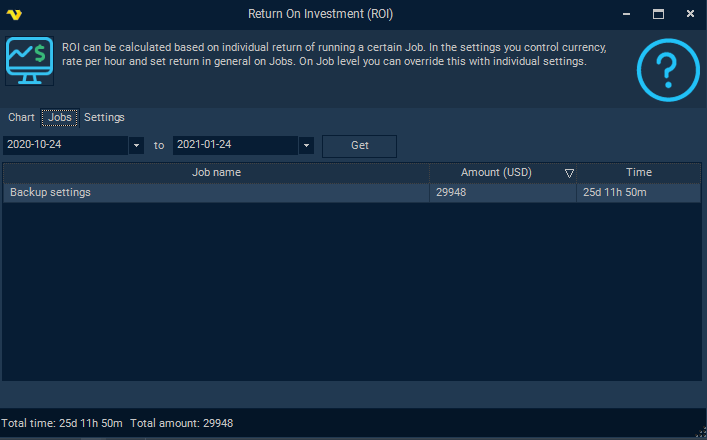 Return On Investment (ROI)
ROI can be calculated based on individual return of running a certain Job. In the settings you control currency,
rate per hour and set return in general on Jobs. On Job level you can override this with individual settings.
Chart Jobs Settings
2020-10-24 to 2021-01-24 Get
Job name Amount (USD) Time
Backup settings 29948 25d 11h 50m
Total time: 25d 11h 50m Total amount: 29948